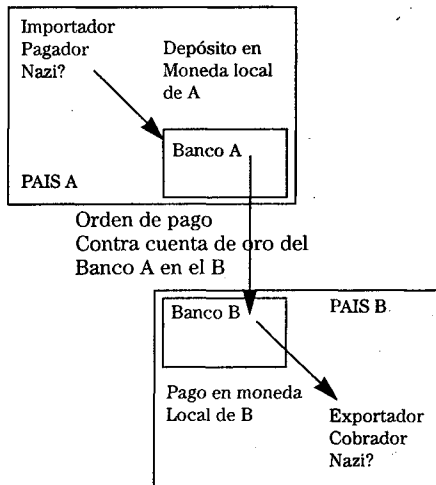 Importador
Pagador
Nazi?
Depósito en
Moneda local
de A
Banco A
PAIS A
Orden de pago
Contra cuenta de oro del
Banco A en el B
Banco B
PAIS B
Pago en moneda
Local de B
Exportador
Cobrador
Nazi?